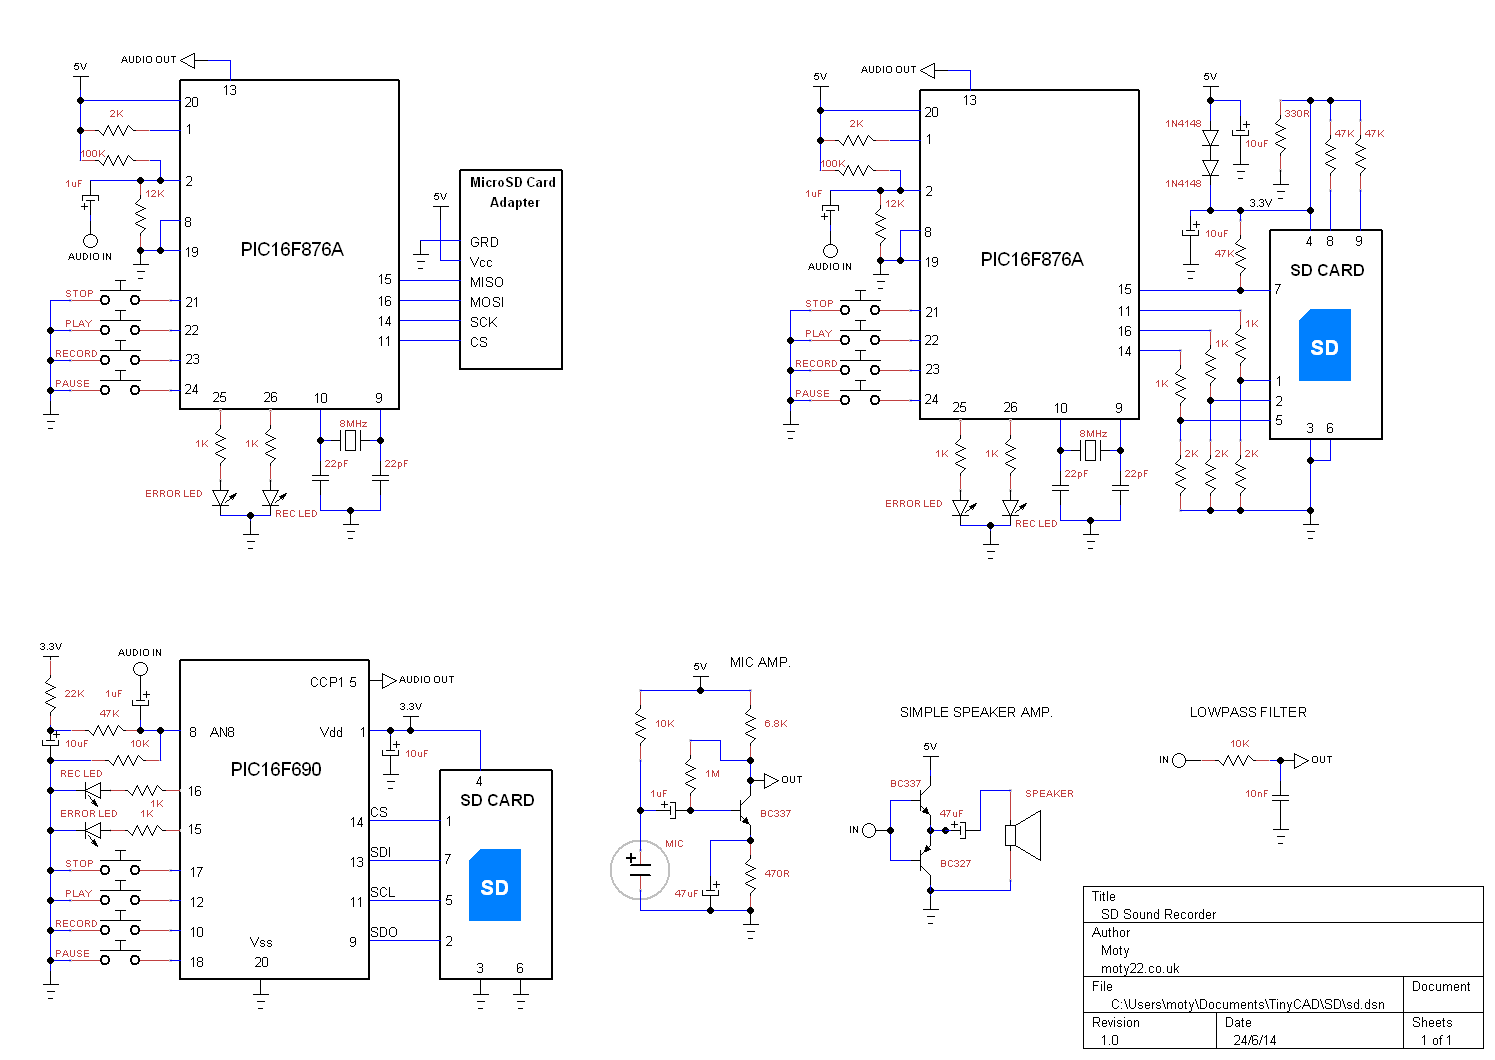 AUDIO OUT
5V
13
20
2K
1
100K
2
1uF
12K
8
AUDIO IN
19
PIC16F876A
STOP
21
PLAY
22
RECORD
23
PAUSE
24
15
16
14
11
25
26
10
9
1K
1K
8MHz
22pF
22pF
ERROR LED
REC LED
5V
MicroSD Card
Adapter
GRD
Vcc
MISO
MOSI
SCK
CS
AUDIO OUT
5V
13
20
2K
1
100K
2
1uF
12K
8
AUDIO IN
19
PIC16F876A
STOP
21
PLAY
22
RECORD
23
PAUSE
24
15
11
16
14
25
26
10
9
1K
1K
8MHz
22pF
22pF
ERROR LED
REC LED
5V
1N4148
10uF
1N4148
330R
47K
47K
3.3V
10uF
47K
4
8
9
SD CARD
7
SD
1K
1K
1K
1
2
5
3
6
2K
2K
2K
3.3V
AUDIO IN
22K
1uF
47K
10uF
10K
8
AN8
CCP1 5
AUDIO OUT
3.3V
Vdd
1
10uF
PIC16F690
REC LED
16
1K
ERROR LED
1K
15
STOP
17
PLAY
12
RECORD
10
PAUSE
18
Vss
20
14
CS
13
SDI
11
SCL
9
SDO
4
SD CARD
1
7
SD
5
2
3
6
MIC AMP.
5V
10K
6.8K
1M
OUT
1uF
BC337
MIC
47uF
470R
SIMPLE SPEAKER AMP.
5V
BC337
47uF
SPEAKER
IN
BC327
LOWPASS FILTER
10K
IN
OUT
10nF
Title
SD Sound Recorder
Author
Moty
moty22.co.uk
File
Document
C:\Users\moty\Documents\TinyCAD\SD\sd.dsn
Revision
Date
Sheets
1.0
24/6/14
1 of 1